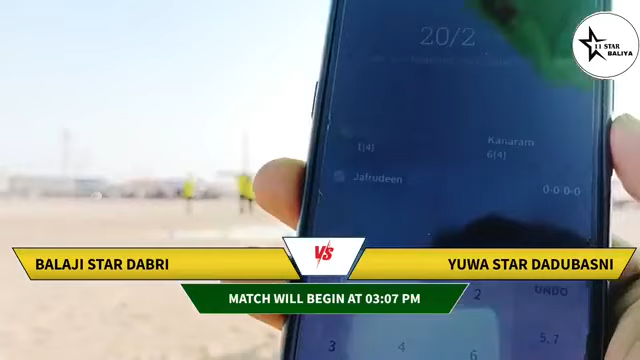 20/2
11 STAR
BALIYA
1(4)
Kanaram
6(4)
Jafrudeen
0-0-0-0
BALAJI STAR DABRI
VS
YUWA STAR DADUBASNI
MATCH WILL BEGIN AT 03:07 PM
2
UNDO
3
4
6
5, 7